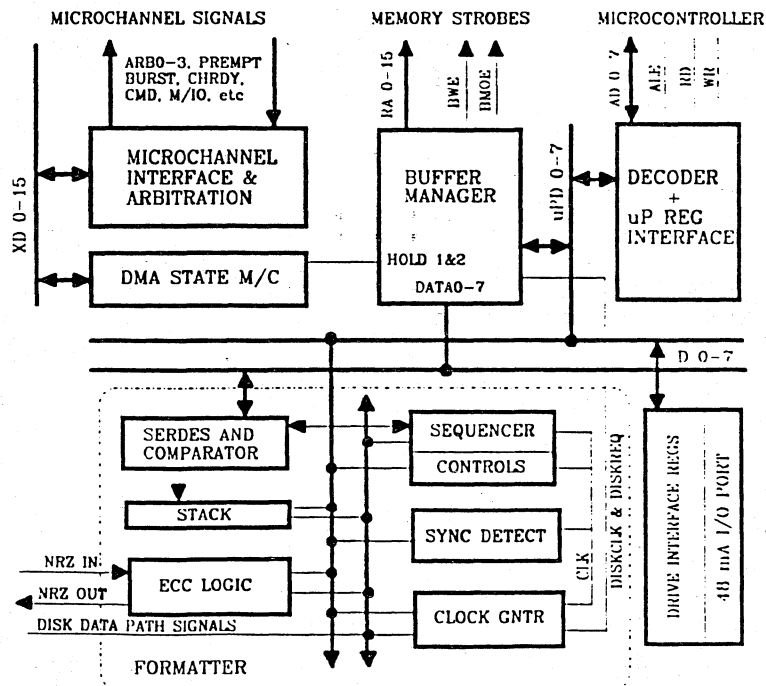 MICROCHANNEL SIGNALS
MEMORY STROBES
MICROCONTROLLER
ARB0-3, PREMPT
BURST, CHRDY,
CMD, M/IO, etc
RA 0-15
BWE
BMOE
AD 0 7
ALE
RD
WR
XD 0-15
MICROCHANNEL
INTERFACE &
ARBITRATION
BUFFER
MANAGER
uPD 0-7
DECODER
+
uP REG
INTERFACE
DMA STATE M/C
HOLD 1&2
DATA0-7
D 0-7
SERDES AND
COMPARATOR
SEQUENCER
CONTROLS
STACK
SYNC DETECT
NRZ IN
ECC LOGIC
NRZ OUT
CLOCK GNTR
DISK DATA PATH SIGNALS
CLK
DISKCLK & DISKREQ
DRIVE INTERFACE REGS
48 mA I/O PORT
FORMATTER